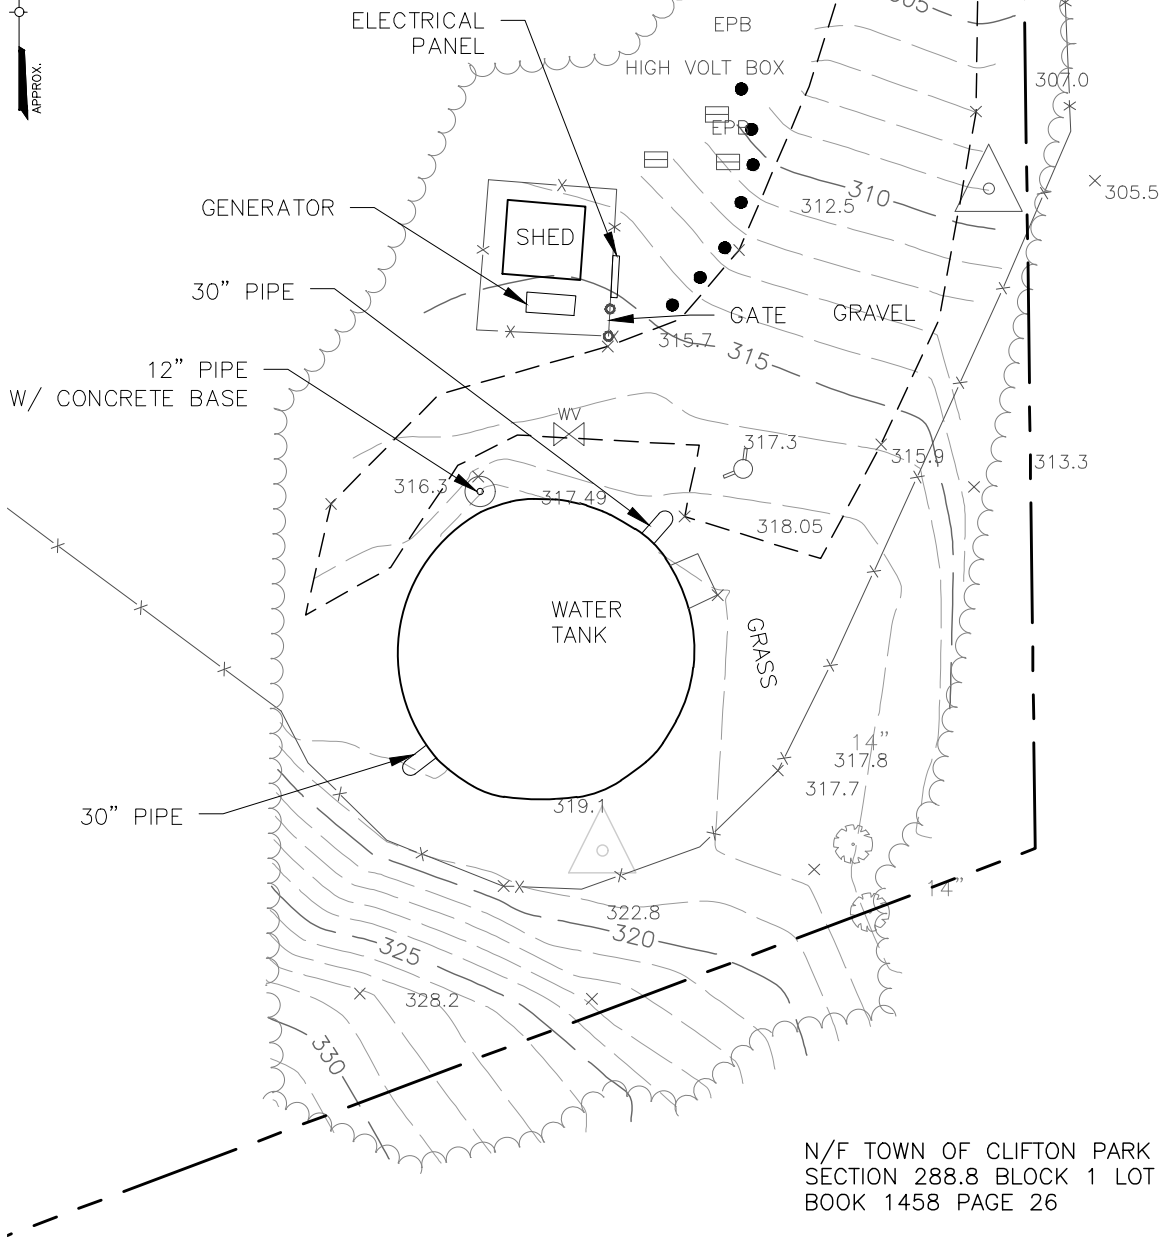 305
ELECTRICAL
PANEL
EPB
HIGH VOLT BOX
APPROX.
307.0
EPB
305.5
310
312.5
GENERATOR
SHED
30” PIPE
GATE
GRAVEL
315.7
315
12” PIPE
W/ CONCRETE BASE
WV
317.3
315.9
313.3
316.3
317.49
318.05
WATER
TANK
GRASS
14”
317.8
317.7
319.1
30” PIPE
14”
322.8
320
325
328.2
330
N/F TOWN OF CLIFTON PARK
SECTION 288.8 BLOCK 1 LOT
BOOK 1458 PAGE 26